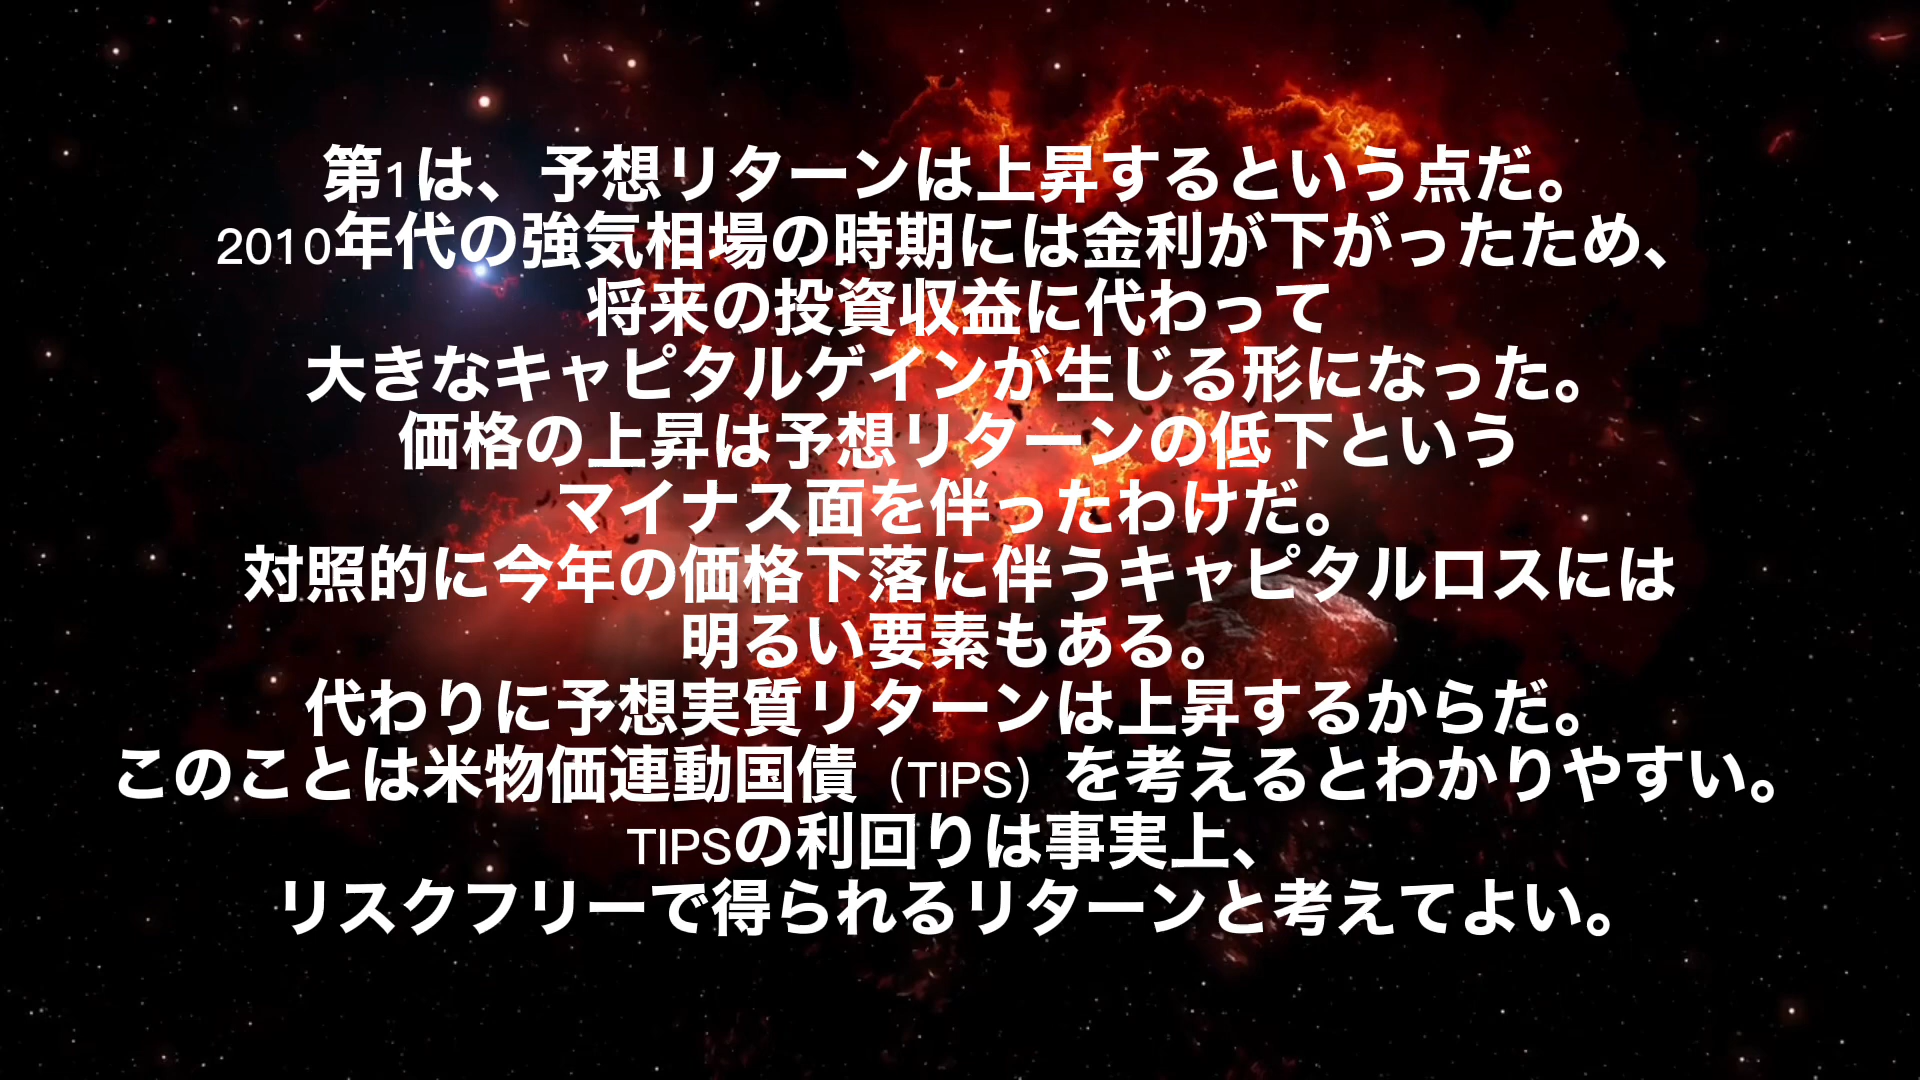 第1は、予想リターンは上昇するという点だ。
2010年代の強気相場の時期には金利が下がったため、
将来の投資収益に代わって
大きなキャピタルゲインが生じる形になった。
価格の上昇は予想リターンの低下という
マイナス面を伴ったわけだ。
対照的に今年の価格下落に伴うキャピタルロスには
明るい要素もある。
代わりに予想実質リターンは上昇するからだ。
このことは米物価連動国債（TIPS）を考えるとわかりやすい。
TIPSの利回りは事実上、
リスクフリーで得られるリターンと考えてよい。